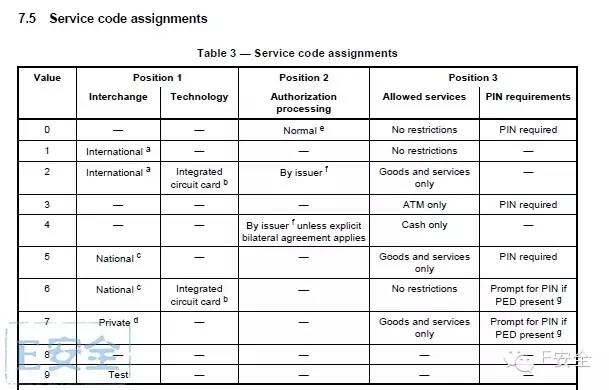 7.5 Service code assignments
Table 3 — Service code assignments
Value Position 1 Position 2 Position 3
Interchange Technology Authorization processing Allowed services PIN requirements
0 — — Normal e No restrictions PIN required
1 International a — — No restrictions —
2 International a Integrated circuit card b By issuer f Goods and services only —
3 — — — ATM only PIN required
4 — — By issuer f unless explicit bilateral agreement applies Cash only —
5 National c — — Goods and services only PIN required
6 National c Integrated circuit card b — No restrictions Prompt for PIN if PED present g
7 Private d — — Goods and services only Prompt for PIN if PED present g
8 — — — — —
9 Test — — — —
E安全
E安全